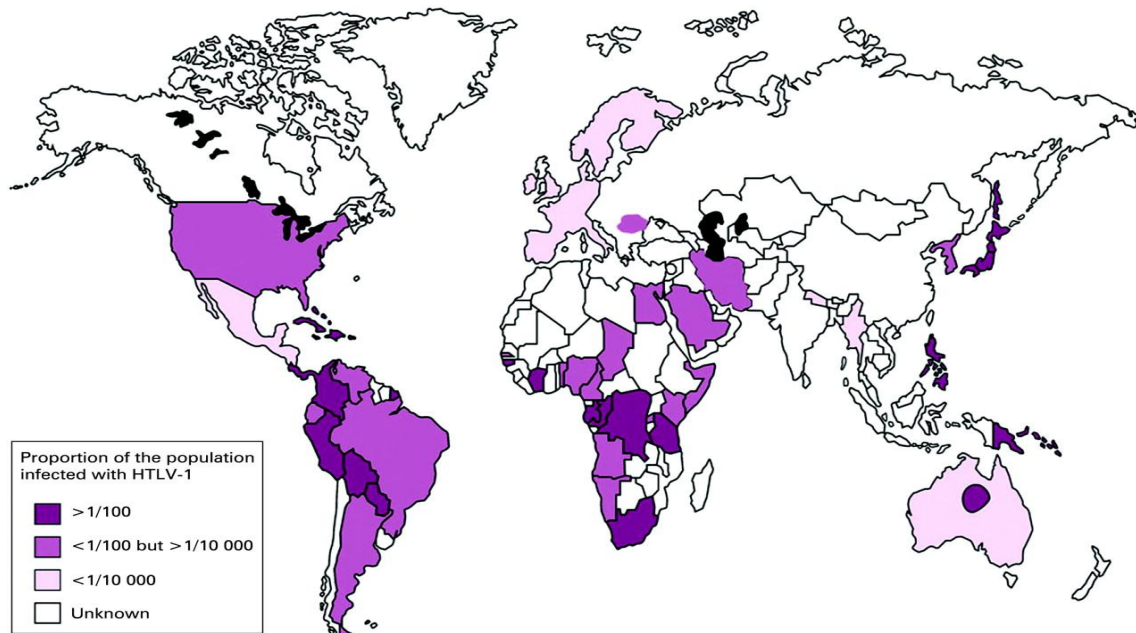 Proportion of the population
infected with HTLV-1
>1/100
<1/100 but >1/10 000
<1/10 000
Unknown